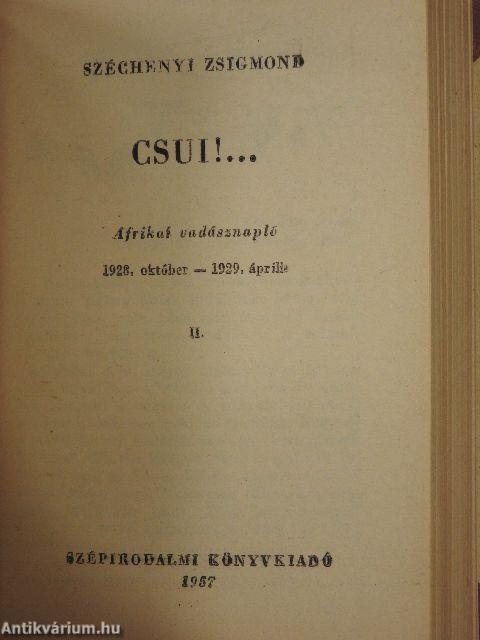 SZÉCHENYI ZSIGMOND
CSUI!...
Afrikai vadásznapló
1928. október — 1929. április
II.
SZÉPIRODALMI KÖNYVKIADÓ
1957
Antikvárium.hu